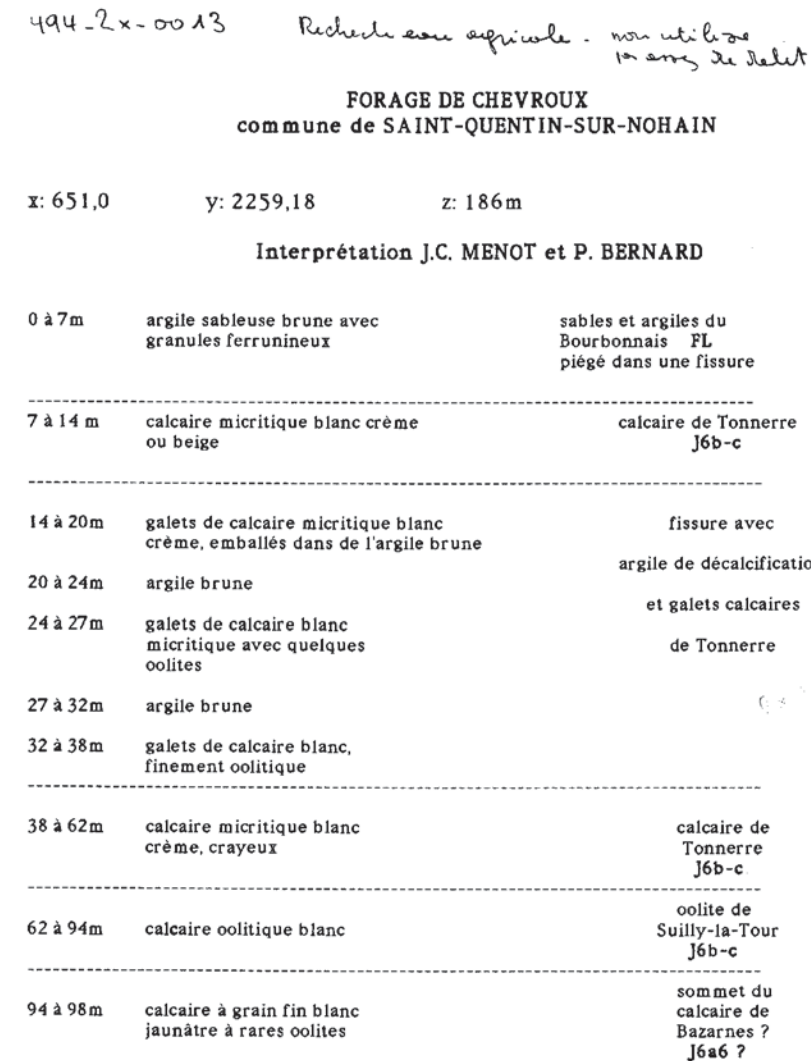 494-2x-0013 Recherche eau agricole - non utilisé
pas assez de débit
FORAGE DE CHEVROUX
commune de SAINT-QUENTIN-SUR-NOHAIN
x: 651,0 y: 2259,18 z: 186m
Interprétation J.C. MENOT et P. BERNARD
0 à 7m argile sableuse brune avec sables et argiles du
granules ferrunineux Bourbonnais FL
piégé dans une fissure
7 à 14 m calcaire micritique blanc crème calcaire de Tonnerre
ou beige J6b-c
14 à 20m galets de calcaire micritique blanc fissure avec
crème, emballés dans de l'argile brune
argile de décalcificatio
20 à 24m argile brune
et galets calcaires
24 à 27m galets de calcaire blanc
micritique avec quelques de Tonnerre
oolites
27 à 32m argile brune
32 à 38m galets de calcaire blanc,
finement oolitique
38 à 62m calcaire micritique blanc calcaire de
crème, crayeux Tonnerre
J6b-c
oolite de
62 à 94m calcaire oolitique blanc Suilly-la-Tour
J6b-c
sommet du
94 à 98m calcaire à grain fin blanc calcaire de
jaunâtre à rares oolites Bazarnes ?
J6a6 ?